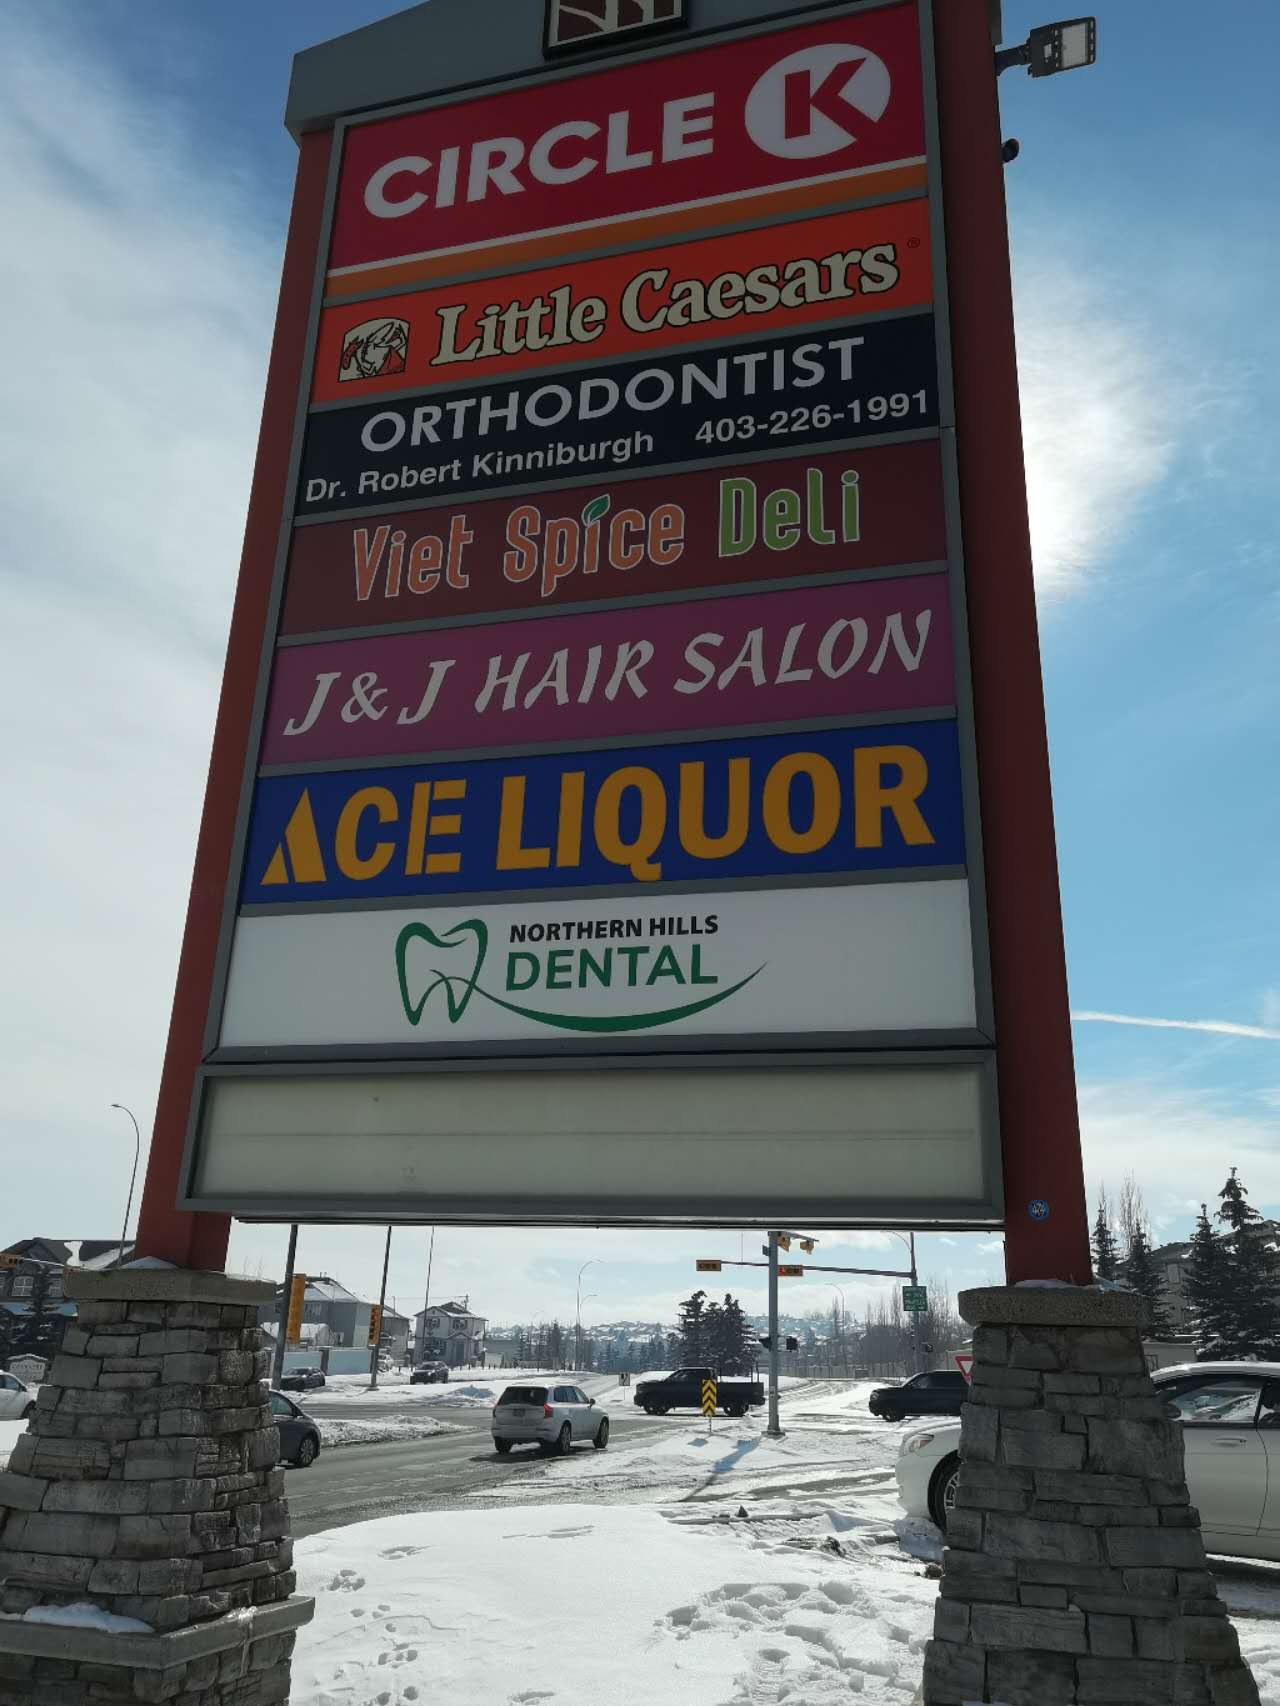 CIRCLE K
Little Caesars®
ORTHODONTIST
Dr. Robert Kinniburgh 403-226-1991
Viet Spice Deli
J & J HAIR SALON
ACE LIQUOR
NORTHERN HILLS
DENTAL